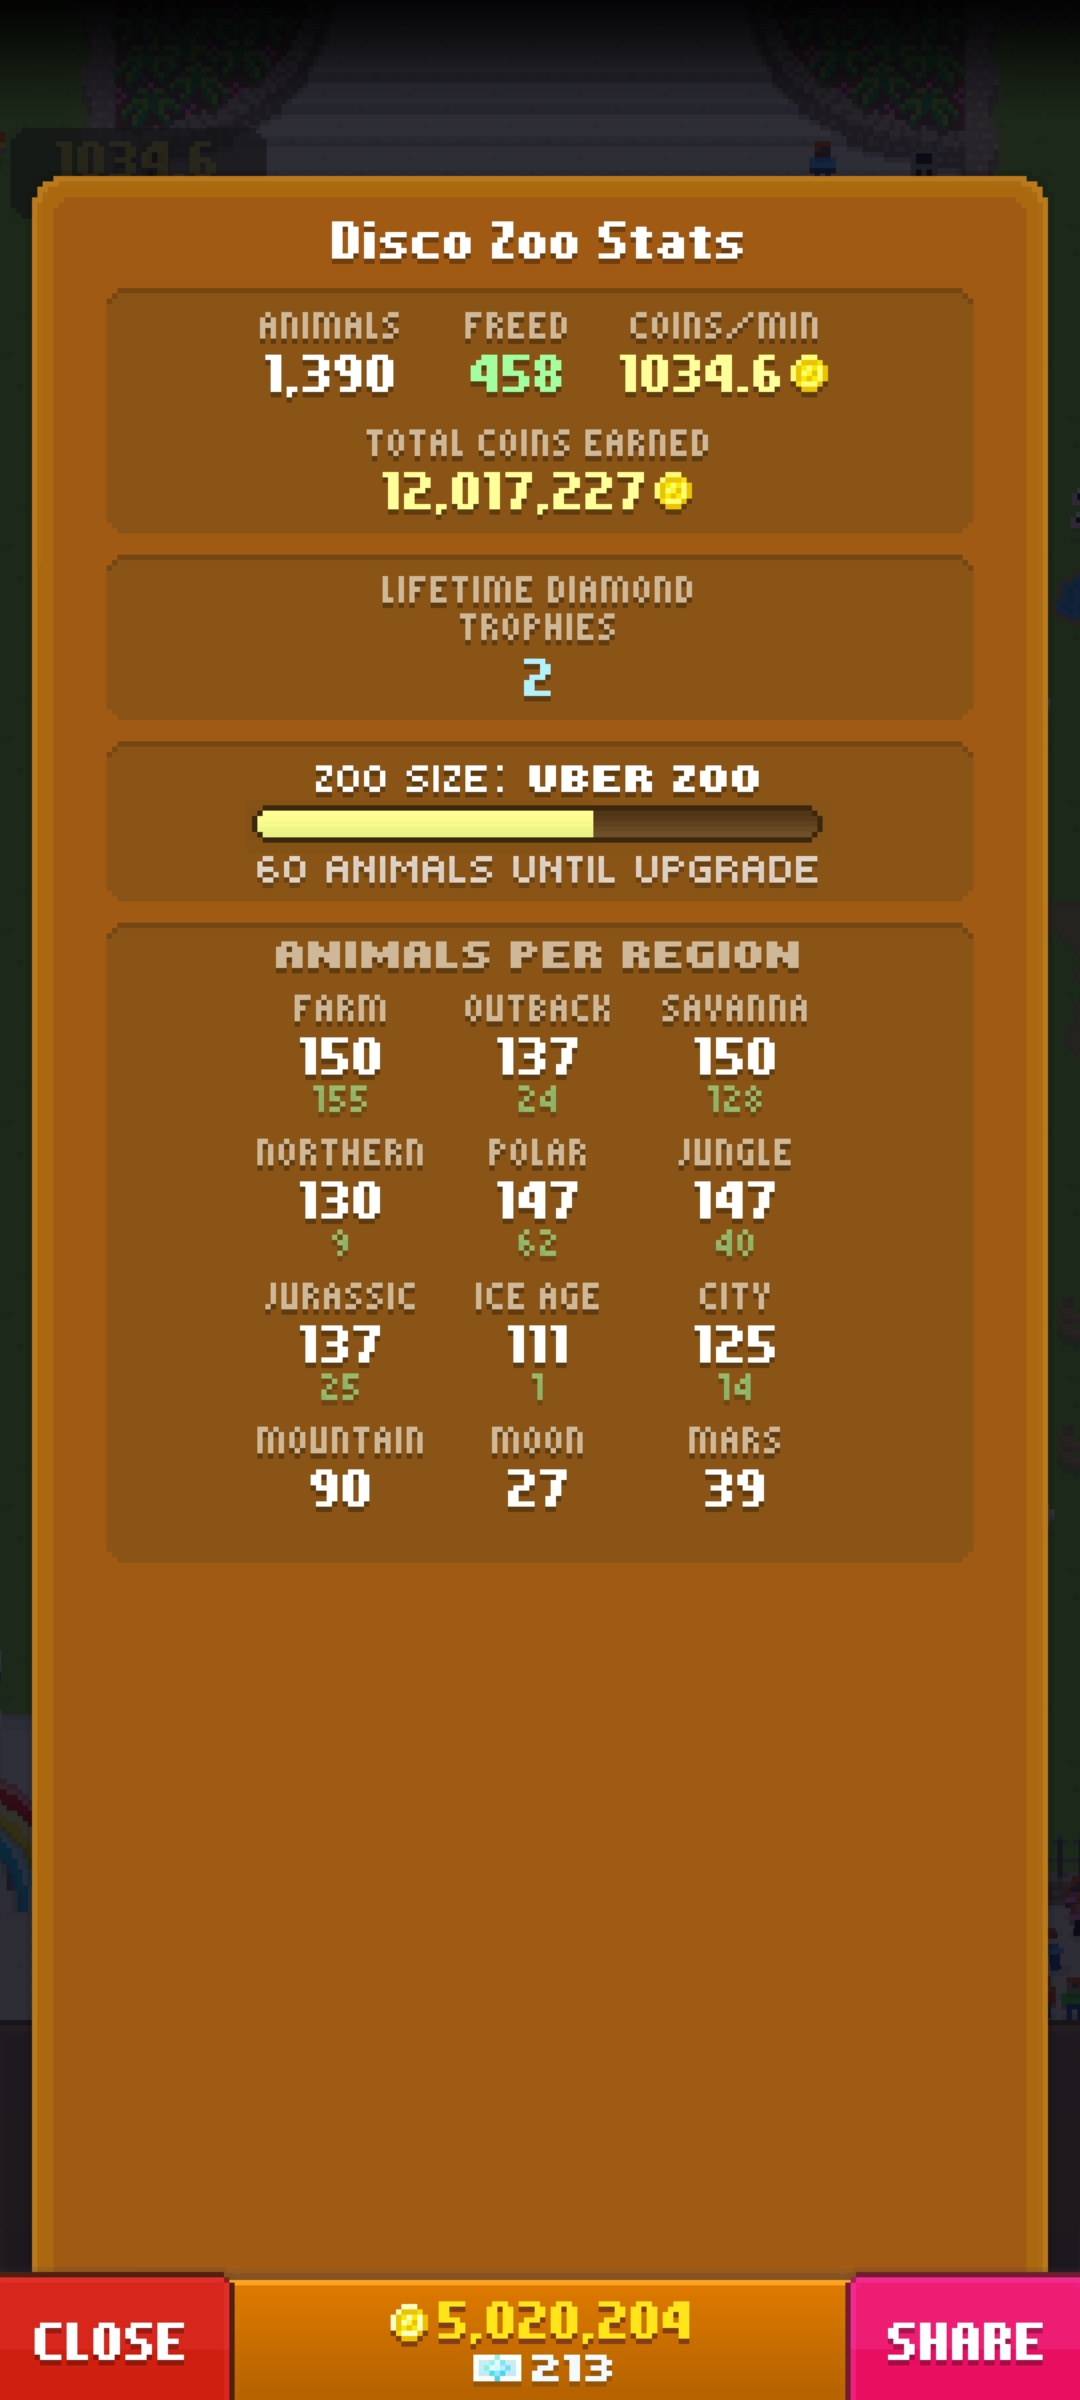 1034.6
Disco Zoo Stats
ANIMALS FREED COINS/MIN
1,390 458 1034.6
TOTAL COINS EARNED
12,017,227
LIFETIME DIAMOND
TROPHIES
2
ZOO SIZE: UBER ZOO
60 ANIMALS UNTIL UPGRADE
ANIMALS PER REGION
FARM OUTBACK SAVANNA
150 137 150
155 24 128
NORTHERN POLAR JUNGLE
130 147 147
9 62 40
JURASSIC ICE AGE CITY
137 111 125
25 1 14
MOUNTAIN MOON MARS
90 27 39
CLOSE 5,020,204 SHARE
213